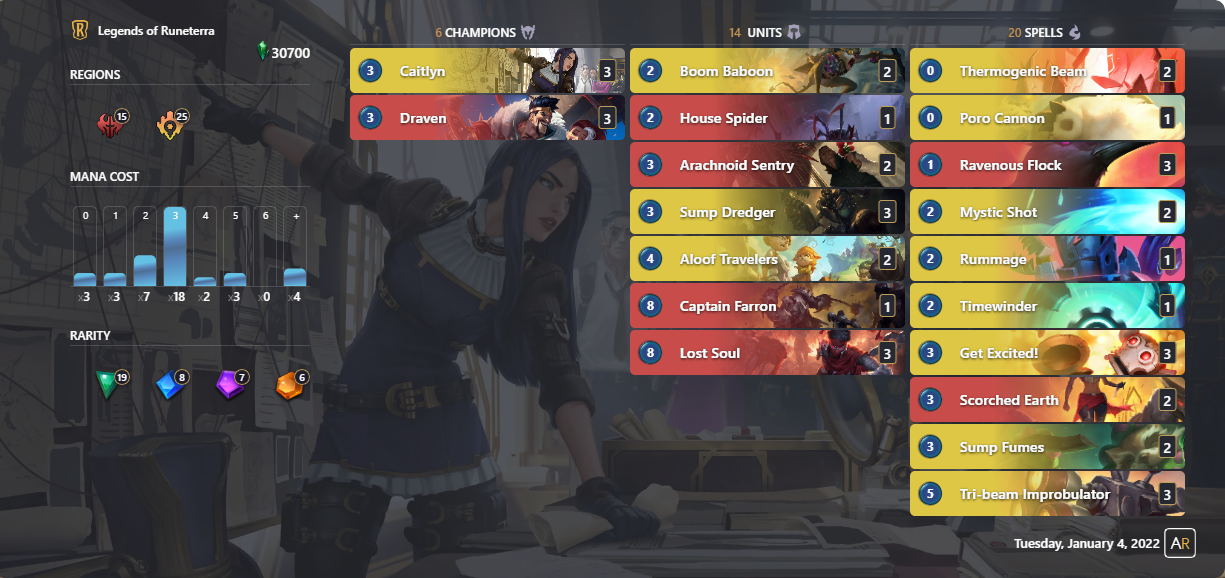 Legends of Runeterra
30700
REGIONS
15
25
MANA COST
0 1 2 3 4 5 6 +
x3 x3 x7 x18 x2 x3 x0 x4
RARITY
19 8 7 6
6 CHAMPIONS
3 Caitlyn 3
3 Draven 3
14 UNITS
2 Boom Baboon 2
2 House Spider 1
3 Arachnoid Sentry 2
3 Sump Dredger 3
4 Aloof Travelers 2
8 Captain Farron 1
8 Lost Soul 3
20 SPELLS
0 Thermogenic Beam 2
0 Poro Cannon 1
1 Ravenous Flock 3
2 Mystic Shot 2
2 Rummage 1
2 Timewinder 1
3 Get Excited! 3
3 Scorched Earth 2
3 Sump Fumes 2
5 Tri-beam Improbulator 3
Tuesday, January 4, 2022 AR